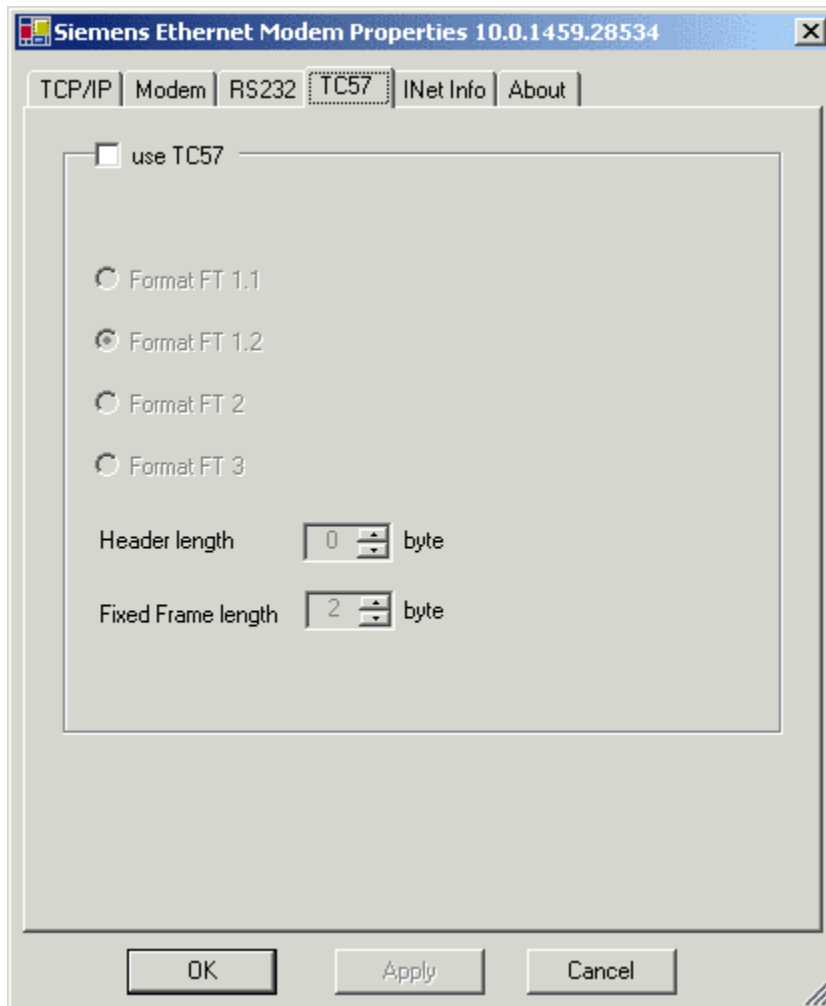 Siemens Ethernet Modem Properties 10.0.1459.28534
TCP/IP Modem RS232 TC57 INet Info About
use TC57
Format FT 1.1
Format FT 1.2
Format FT 2
Format FT 3
Header length 0 byte
Fixed Frame length 2 byte
OK Apply Cancel